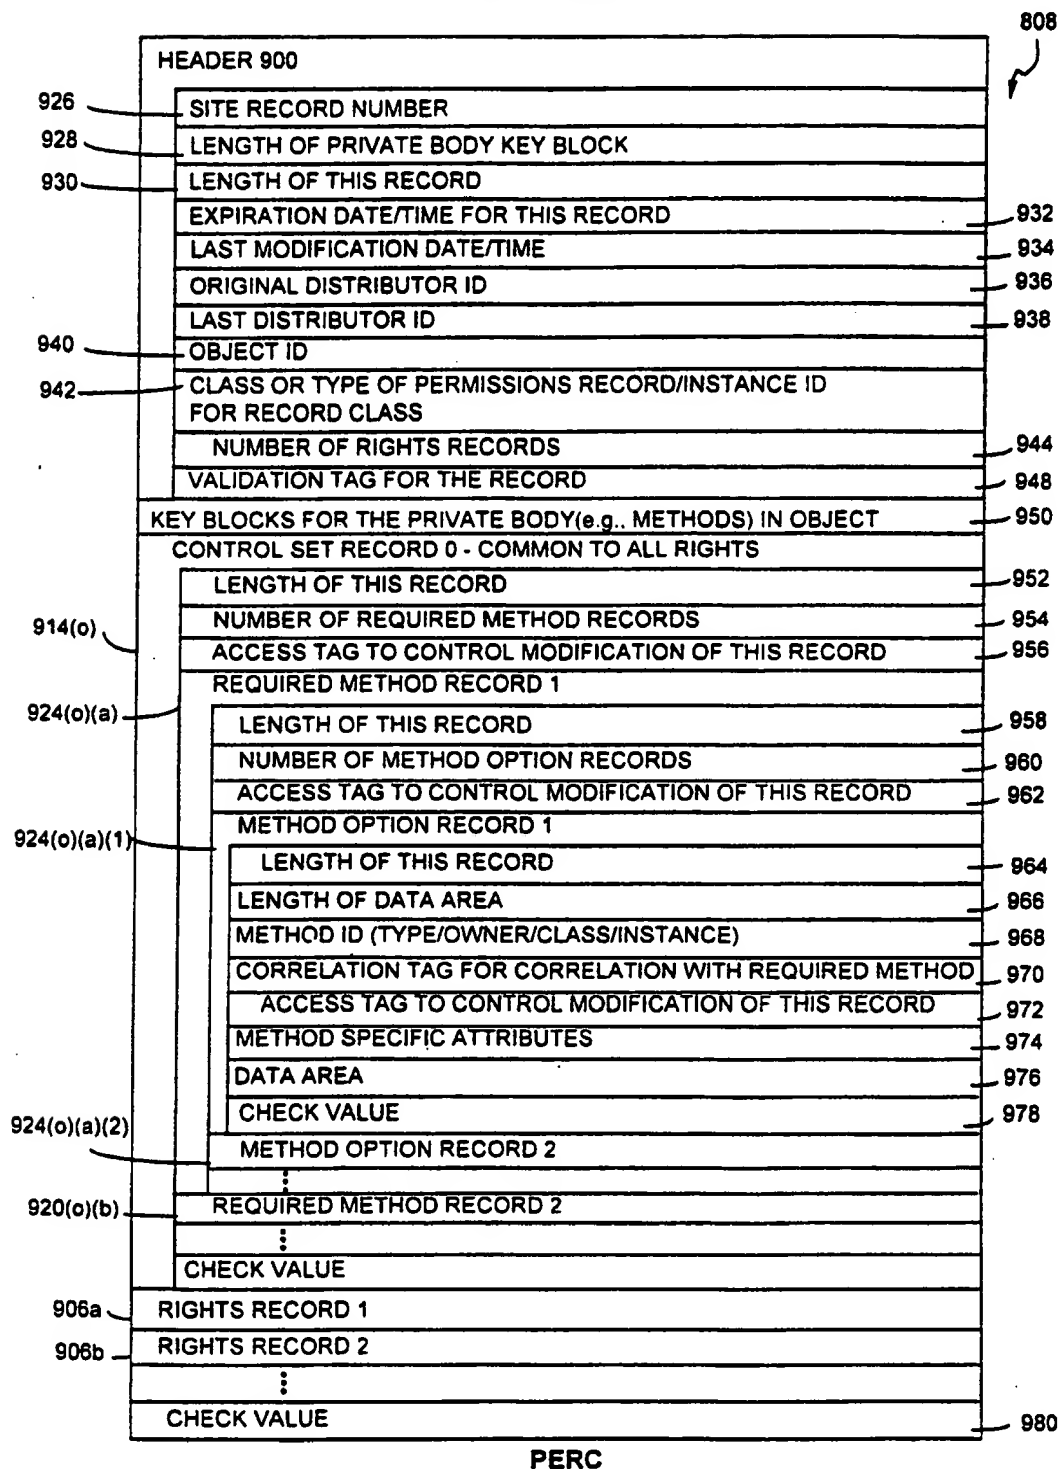 808
HEADER 900
926 SITE RECORD NUMBER
928 LENGTH OF PRIVATE BODY KEY BLOCK
930 LENGTH OF THIS RECORD
EXPIRATION DATE/TIME FOR THIS RECORD 932
LAST MODIFICATION DATE/TIME 934
ORIGINAL DISTRIBUTOR ID 936
LAST DISTRIBUTOR ID 938
940 OBJECT ID
942 CLASS OR TYPE OF PERMISSIONS RECORD/INSTANCE ID
FOR RECORD CLASS
NUMBER OF RIGHTS RECORDS 944
VALIDATION TAG FOR THE RECORD 948
KEY BLOCKS FOR THE PRIVATE BODY(e.g., METHODS) IN OBJECT 950
CONTROL SET RECORD 0 - COMMON TO ALL RIGHTS
LENGTH OF THIS RECORD 952
914(o) NUMBER OF REQUIRED METHOD RECORDS 954
ACCESS TAG TO CONTROL MODIFICATION OF THIS RECORD 956
REQUIRED METHOD RECORD 1
924(o)(a) LENGTH OF THIS RECORD 958
NUMBER OF METHOD OPTION RECORDS 960
ACCESS TAG TO CONTROL MODIFICATION OF THIS RECORD 962
924(o)(a)(1) METHOD OPTION RECORD 1
LENGTH OF THIS RECORD 964
LENGTH OF DATA AREA 966
METHOD ID (TYPE/OWNER/CLASS/INSTANCE) 968
CORRELATION TAG FOR CORRELATION WITH REQUIRED METHOD 970
ACCESS TAG TO CONTROL MODIFICATION OF THIS RECORD 972
METHOD SPECIFIC ATTRIBUTES 974
DATA AREA 976
CHECK VALUE 978
924(o)(a)(2) METHOD OPTION RECORD 2
920(o)(b) REQUIRED METHOD RECORD 2
CHECK VALUE
906a RIGHTS RECORD 1
906b RIGHTS RECORD 2
CHECK VALUE 980
PERC